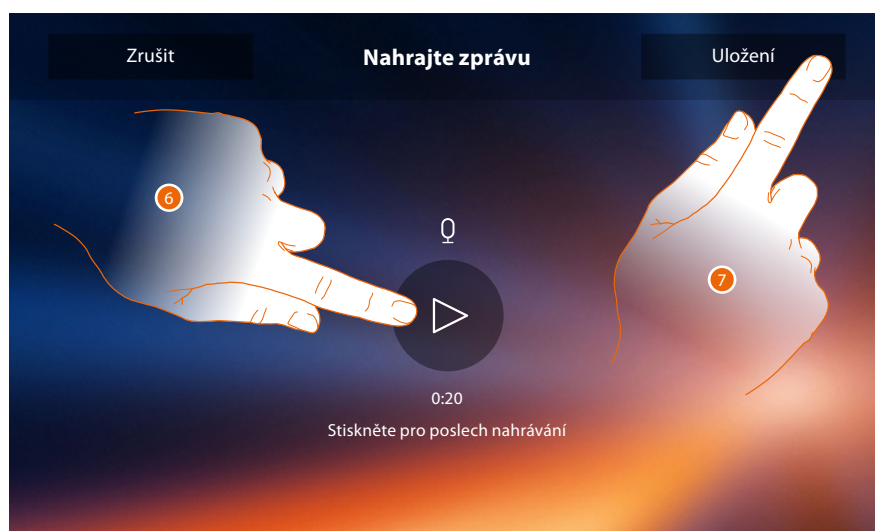 Zrušit
Nahrajte zprávu
Uložení
6
7
0:20
Stiskněte pro poslech nahrávání